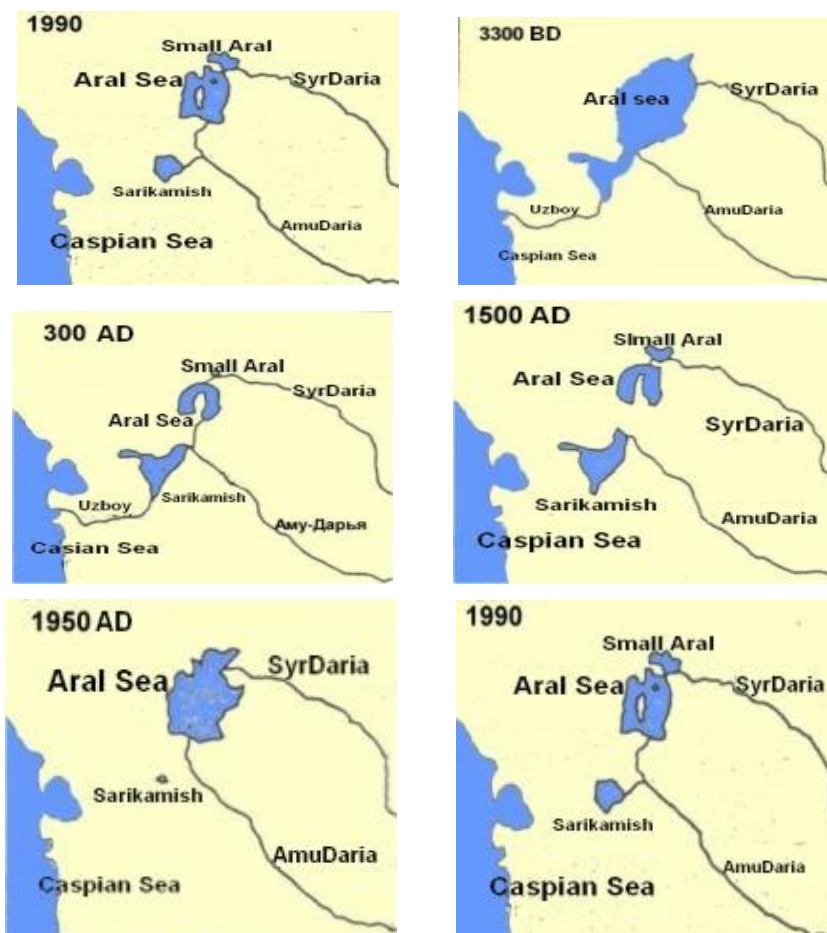 1990
Small Aral
Aral Sea
SyrDaria
Sarikamish
AmuDaria
Caspian Sea
3300 BD
Aral sea
SyrDaria
Uzboy
AmuDaria
Caspian Sea
300 AD
Small Aral
SyrDaria
Aral Sea
Uzboy
Sarikamish
Аму-Дарья
Casian Sea
1500 AD
Slmall Aral
Aral Sea
SyrDaria
Sarikamish
AmuDaria
Caspian Sea
1950 AD
Aral Sea
SyrDaria
Sarikamish
AmuDaria
Caspian Sea
1990
Small Aral
Aral Sea
SyrDaria
Sarikamish
AmuDaria
Caspian Sea